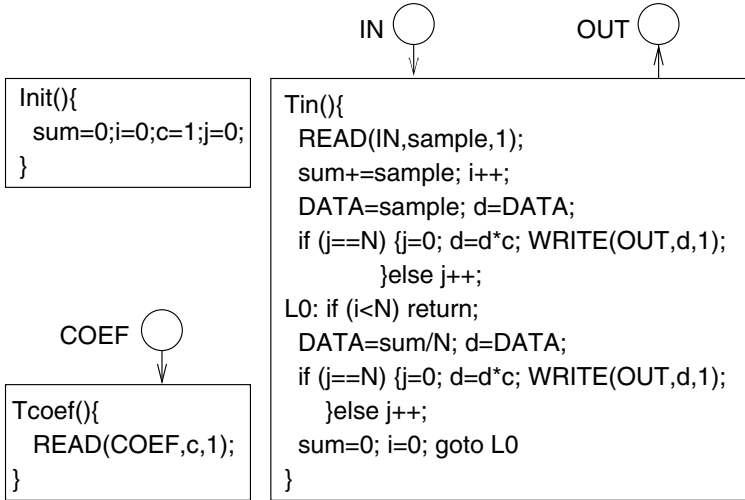 IN
OUT
Init(){
sum=0;i=0;c=1;j=0;
}
Tin(){
READ(IN,sample,1);
sum+=sample; i++;
DATA=sample; d=DATA;
if (j==N) {j=0; d=d*c; WRITE(OUT,d,1);
}else j++;
L0: if (i<N) return;
DATA=sum/N; d=DATA;
if (j==N) {j=0; d=d*c; WRITE(OUT,d,1);
}else j++;
sum=0; i=0; goto L0
}
COEF
Tcoef(){
READ(COEF,c,1);
}